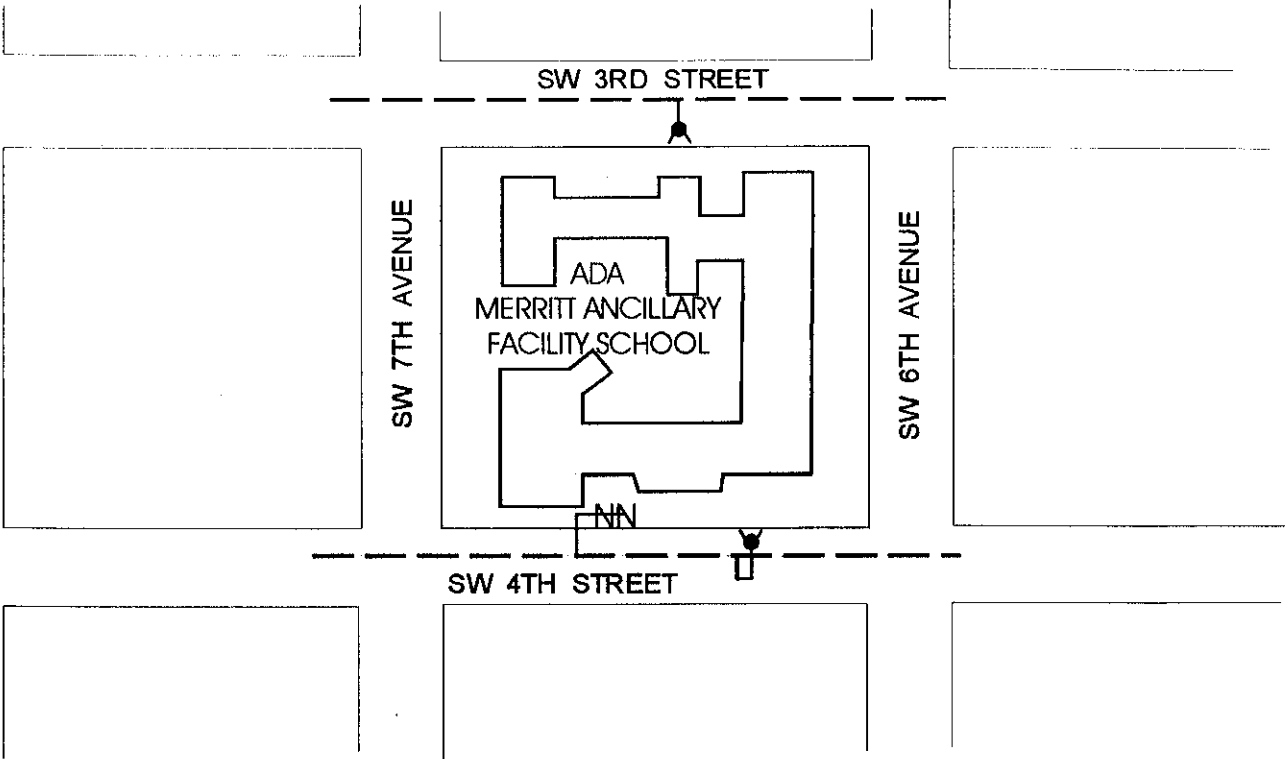 SW 3RD STREET
SW 7TH AVENUE
ADA
MERRITT ANCILLARY
FACILITY SCHOOL
SW 6TH AVENUE
NN
SW 4TH STREET